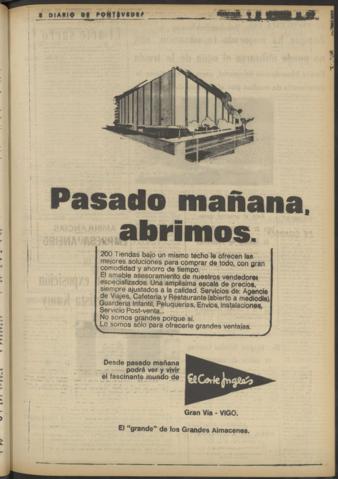 8 DIARIO DE PONTEVEDRA
Pasado mañana,
abrimos.
200 Tiendas bajo un mismo techo le ofrecen las
mejores soluciones para comprar de todo, con gran
comodidad y ahorro de tiempo.
El amable asesoramiento de nuestros vendedores
especializados. Una amplísima escala de precios,
siempre ajustados a la calidad. Servicios de: Agencia
de Viajes, Cafetería y Restaurante (abierto a mediodía)
Guardería Infantil, Peluquerías, Envíos, Instalaciones,
Servicio Post-venta...
No somos grandes porque sí.
Lo somos sólo para ofrecerle grandes ventajas.
Desde pasado mañana
podrá ver y vivir
el fascinante mundo de
El Corte Inglés
Gran Vía - VIGO.
El "grande" de los Grandes Almacenes.